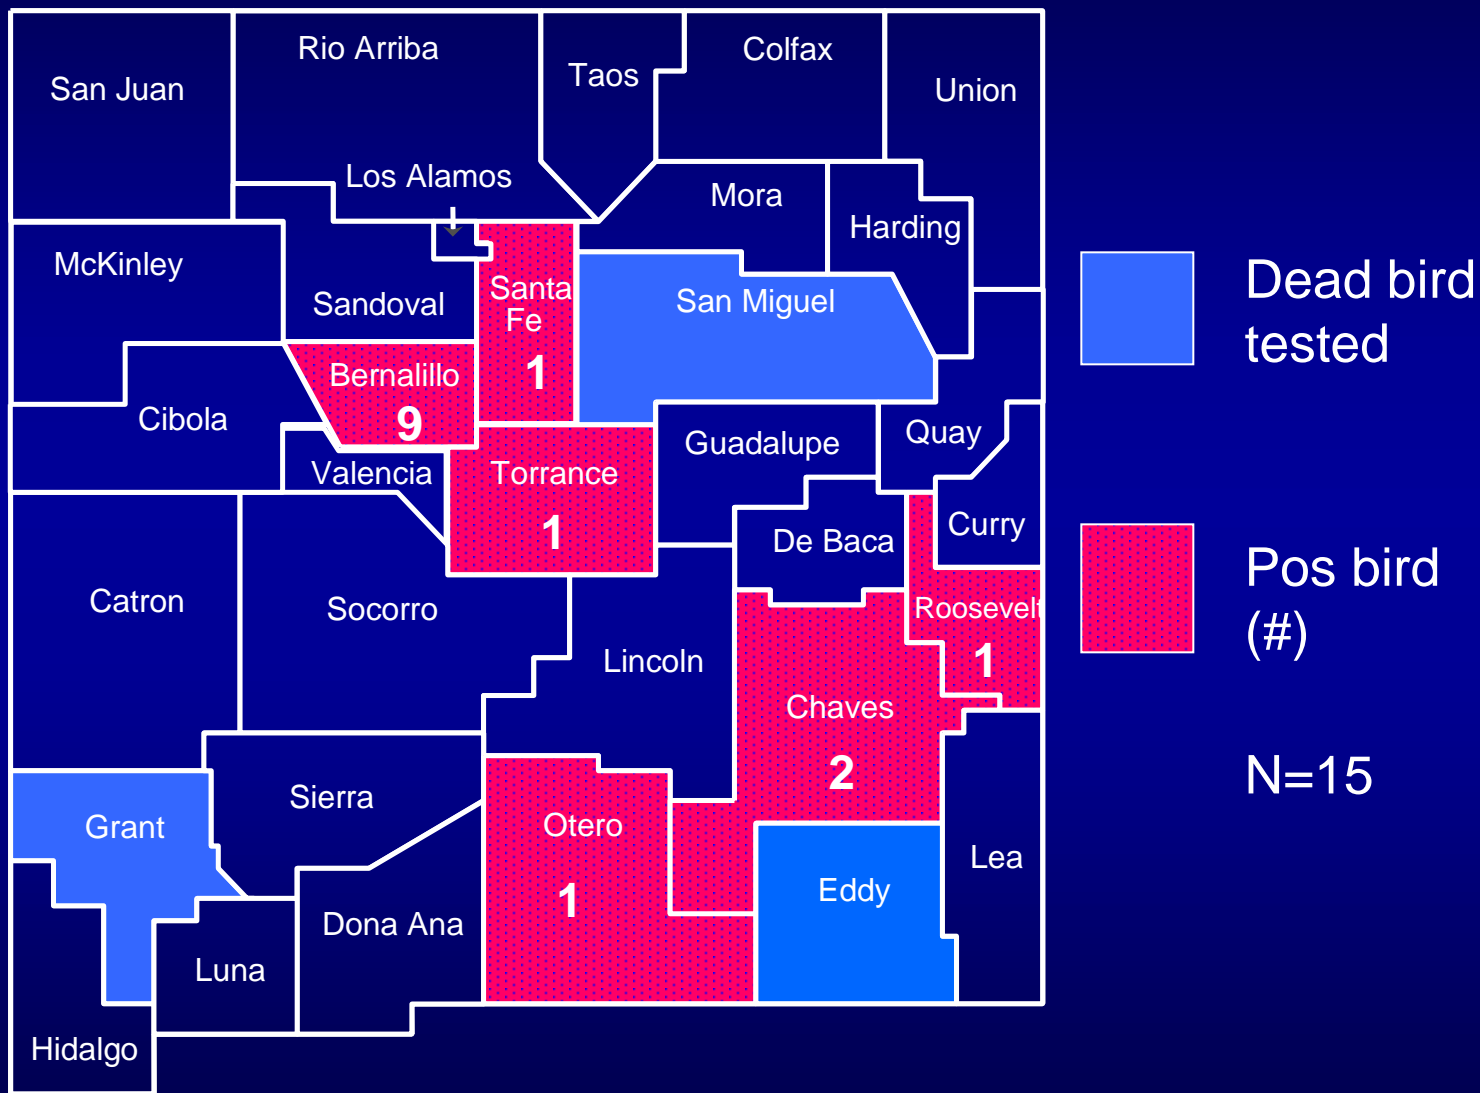 San Juan
Rio Arriba
Taos
Colfax
Union
Los Alamos
Mora
Harding
McKinley
Sandoval
Santa
Fe
1
San Miguel
Bernalillo
9
Cibola
Valencia
Torrance
1
Guadalupe
Quay
De Baca
Curry
Catron
Socorro
Lincoln
Roosevelt
1
Chaves
2
Sierra
Grant
Otero
1
Eddy
Lea
Dona Ana
Luna
Hidalgo
Dead bird
tested
Pos bird
(#)
N=15